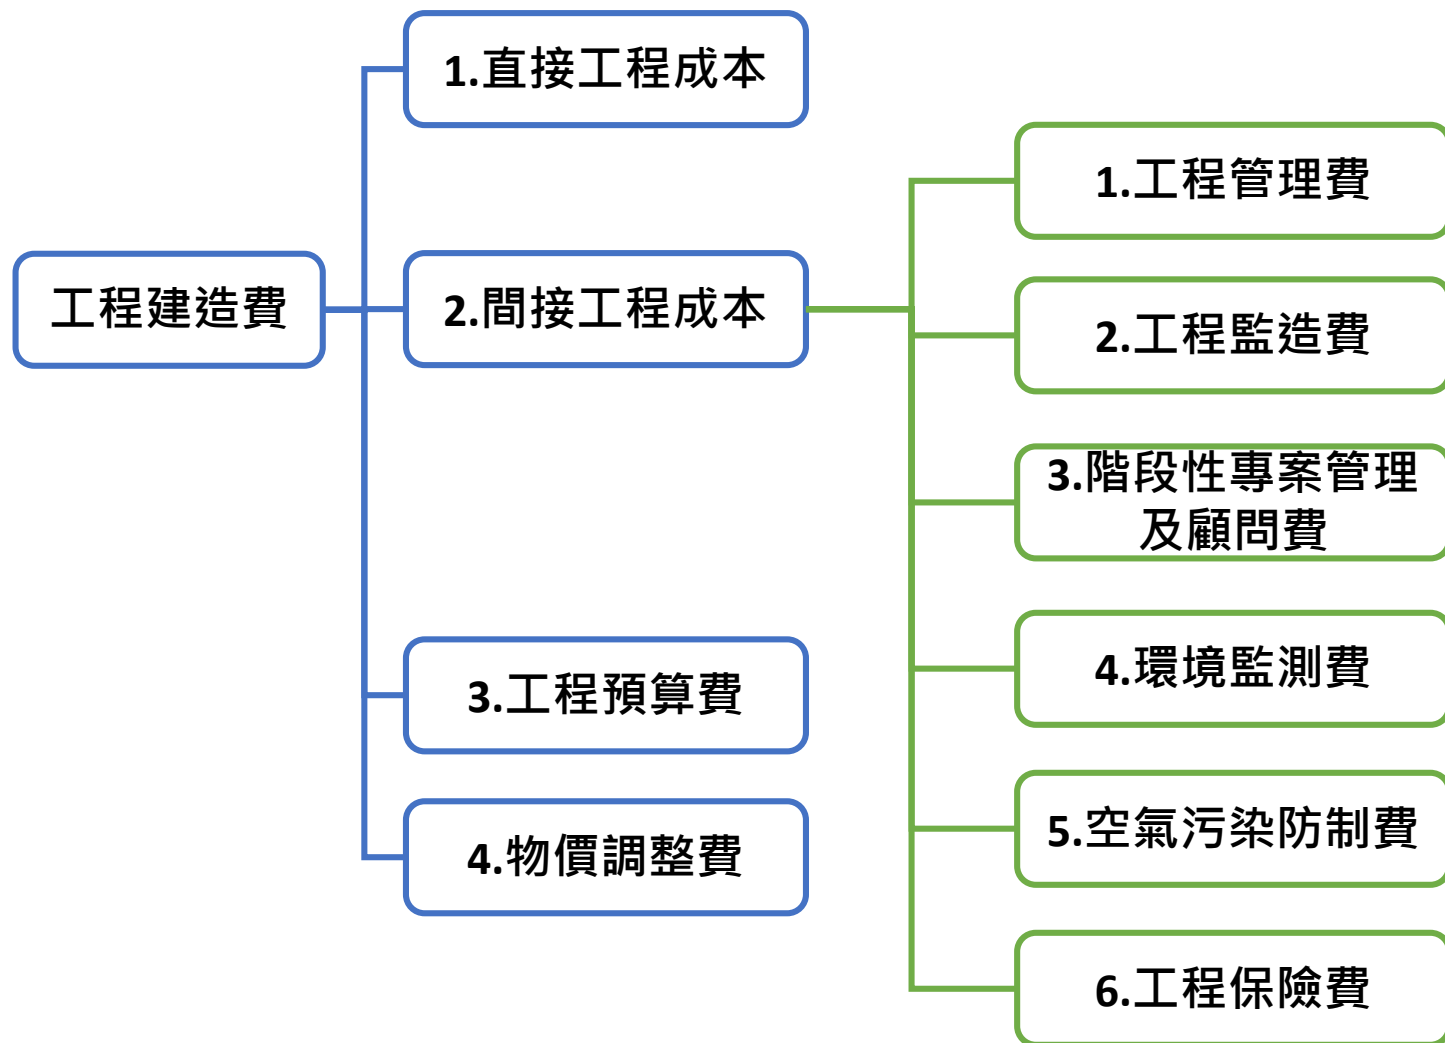 工程建造費
1.直接工程成本
2.間接工程成本
3.工程預算費
4.物價調整費
1.工程管理費
2.工程監造費
3.階段性專案管理
及顧問費
4.環境監測費
5.空氣污染防制費
6.工程保險費